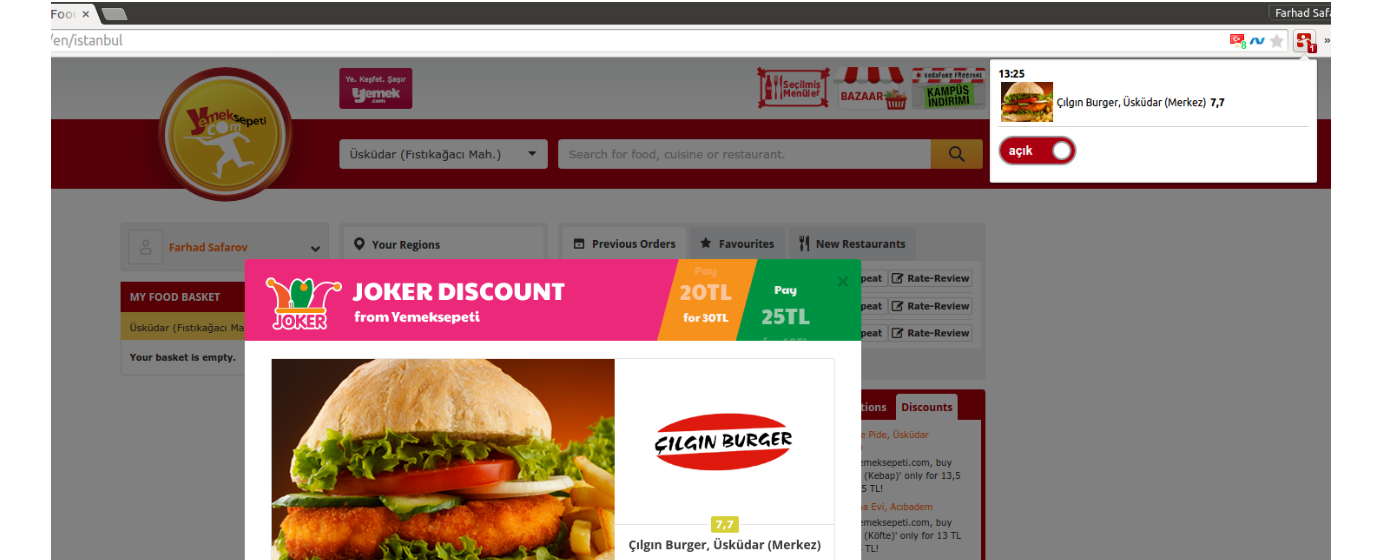 Foo
Farhad Safa
/en/istanbul
8
1
13:25
Çılgın Burger, Üsküdar (Merkez) 7,7
açık
Ye. Keşfet. Şaşır
Yemek
.com
Seçilmiş
Menüler
BAZAAR
vodafone FReezone
KAMPÜS
İNDİRİMİ
Yemeksepeti
com
Üsküdar (Fıstıkağacı Mah.)
Search for food, cuisine or restaurant.
Farhad Safarov
Your Regions
Previous Orders
Favourites
New Restaurants
peat
Rate-Review
peat
Rate-Review
peat
Rate-Review
MY FOOD BASKET
Üsküdar (Fıstıkağacı Ma
Your basket is empty.
JOKER
JOKER DISCOUNT
from Yemeksepeti
Pay
20TL
for 30TL
Pay
25TL
ÇILGIN BURGER
7,7
Çılgın Burger, Üsküdar (Merkez)
tions
Discounts
e Pide, Üsküdar
emeksepeti.com, buy
(Kebap)' only for 13,5
5 TL!
a Evi, Acıbadem
emeksepeti.com, buy
(Köfte)' only for 13 TL
TL!